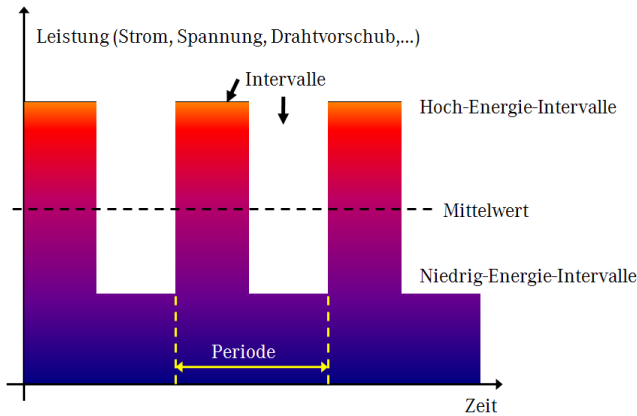 Leistung (Strom, Spannung, Drahtvorschub,...)
Intervalle
Hoch-Energie-Intervalle
Mittelwert
Niedrig-Energie-Intervalle
Periode
Zeit